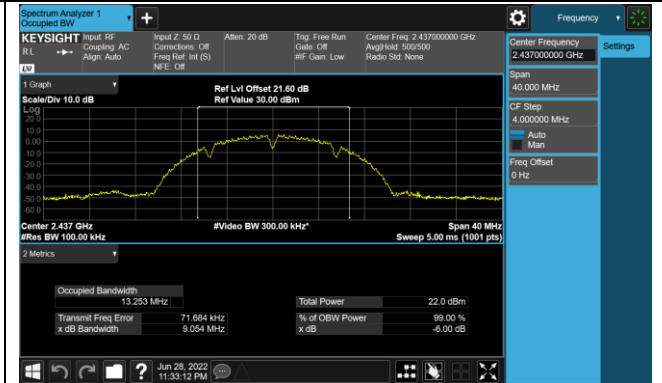 Spectrum Analyzer 1
Occupied BW
Frequency
KEYSIGHT Input: RF
R L Coupling: AC
Align: Auto
LXI
Input Z: 50 Ω
Corrections: Off
Freq Ref: Int (S)
NFE: Off
Atten: 20 dB
Trig: Free Run
Gate: Off
#IF Gain: Low
Center Freq: 2.437000000 GHz
Avg|Hold: 500/500
Radio Std: None
Center Frequency
2.437000000 GHz
Settings
Span
40.000 MHz
CF Step
4.000000 MHz
Auto
Man
Freq Offset
0 Hz
1 Graph
Scale/Div 10.0 dB
Ref Lvl Offset 21.60 dB
Ref Value 30.00 dBm
Log
20.0
10.0
0.00
-10.0
-20.0
-30.0
-40.0
-50.0
-60.0
Center 2.437 GHz
#Res BW 100.00 kHz
#Video BW 300.00 kHz*
Span 40 MHz
Sweep 5.00 ms (1001 pts)
2 Metrics
Occupied Bandwidth
13.253 MHz
Total Power 22.0 dBm
Transmit Freq Error 71.684 kHz
% of OBW Power 99.00 %
x dB Bandwidth 9.054 MHz
x dB -6.00 dB
Jun 28, 2022
11:33:12 PM